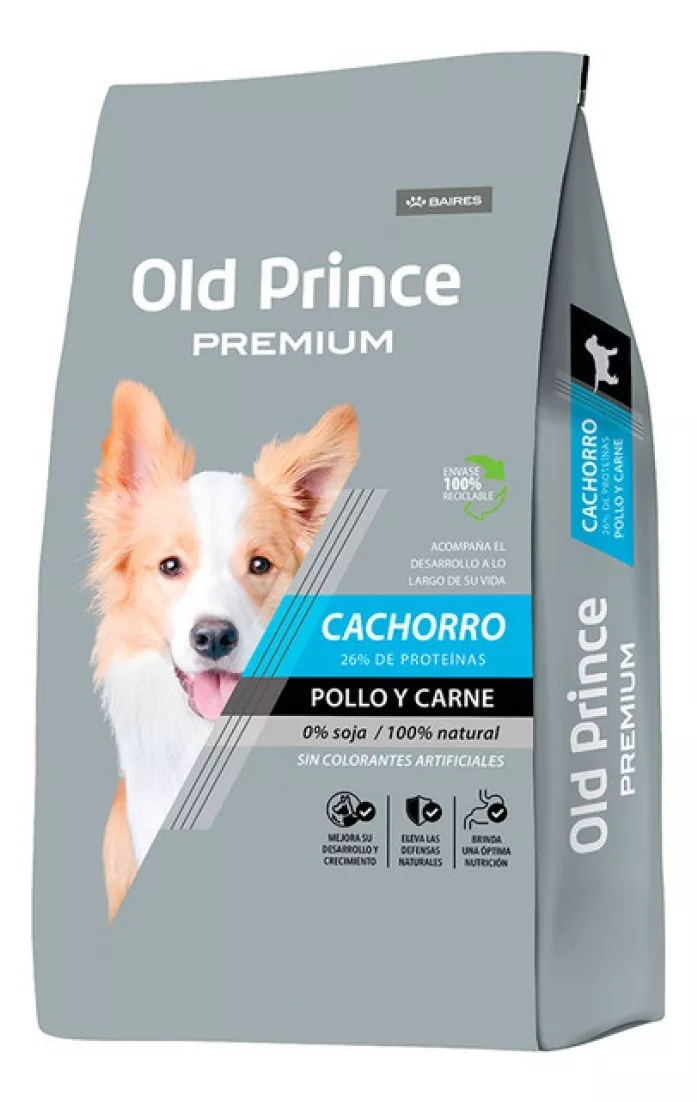 BAIRES
Old Prince
PREMIUM
ENVASE
100%
RECICLABLE
ACOMPAÑA EL
DESARROLLO A LO
LARGO DE SU VIDA
CACHORRO
26% DE PROTEÍNAS
POLLO Y CARNE
0% soja / 100% natural
SIN COLORANTES ARTIFICIALES
MEJORA SU
DESARROLLO Y
CRECIMIENTO
ELEVA LAS
DEFENSAS
NATURALES
BRINDA
UNA ÓPTIMA
NUTRICIÓN
CACHORRO
26% DE PROTEÍNAS
POLLO Y CARNE
Old Prince
PREMIUM